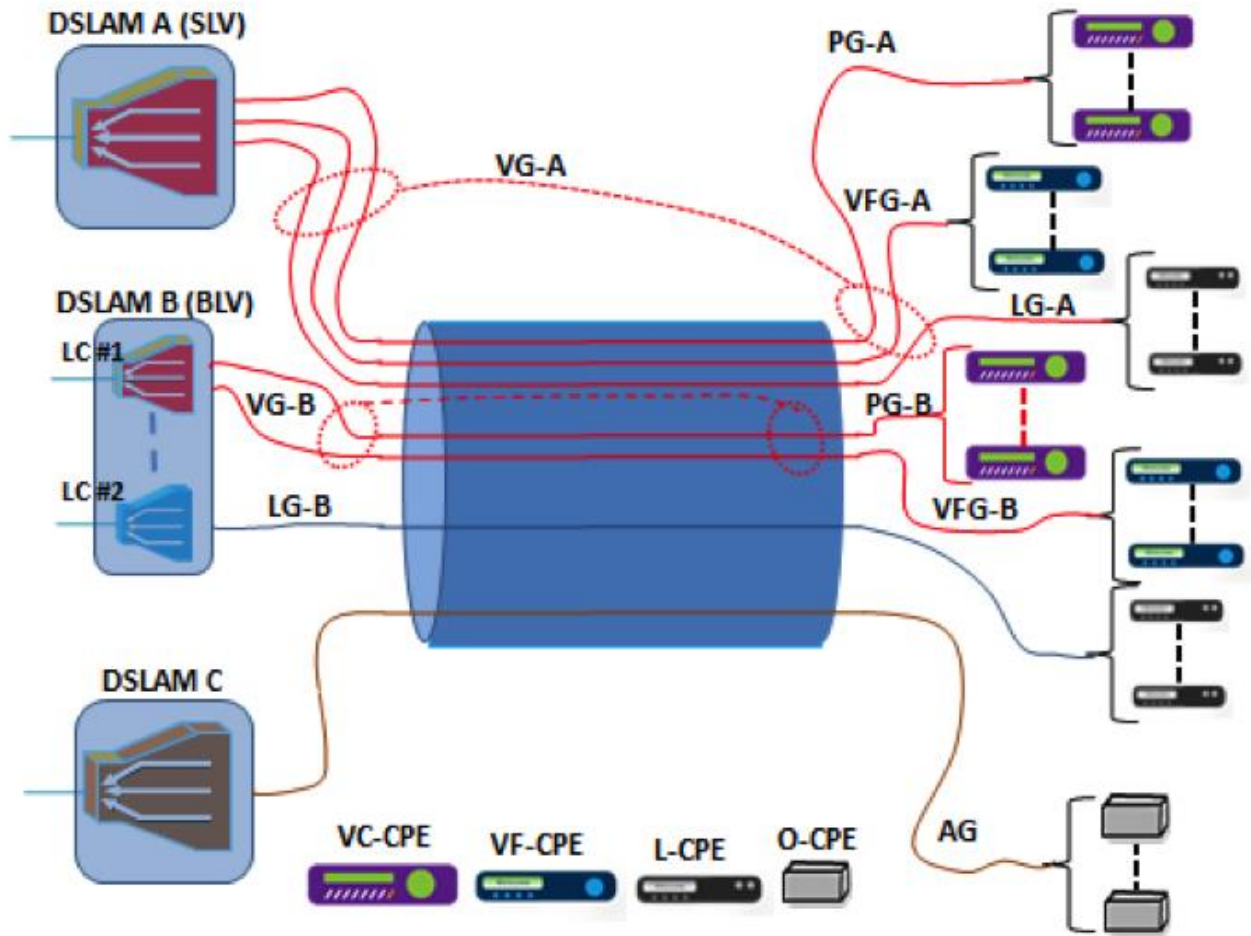 DSLAM A (SLV)
PG-A
VG-A
VFG-A
DSLAM B (BLV)
LG-A
LC #1
VG-B
PG-B
LC #2
LG-B
VFG-B
DSLAM C
AG
VC-CPE
VF-CPE
L-CPE
O-CPE